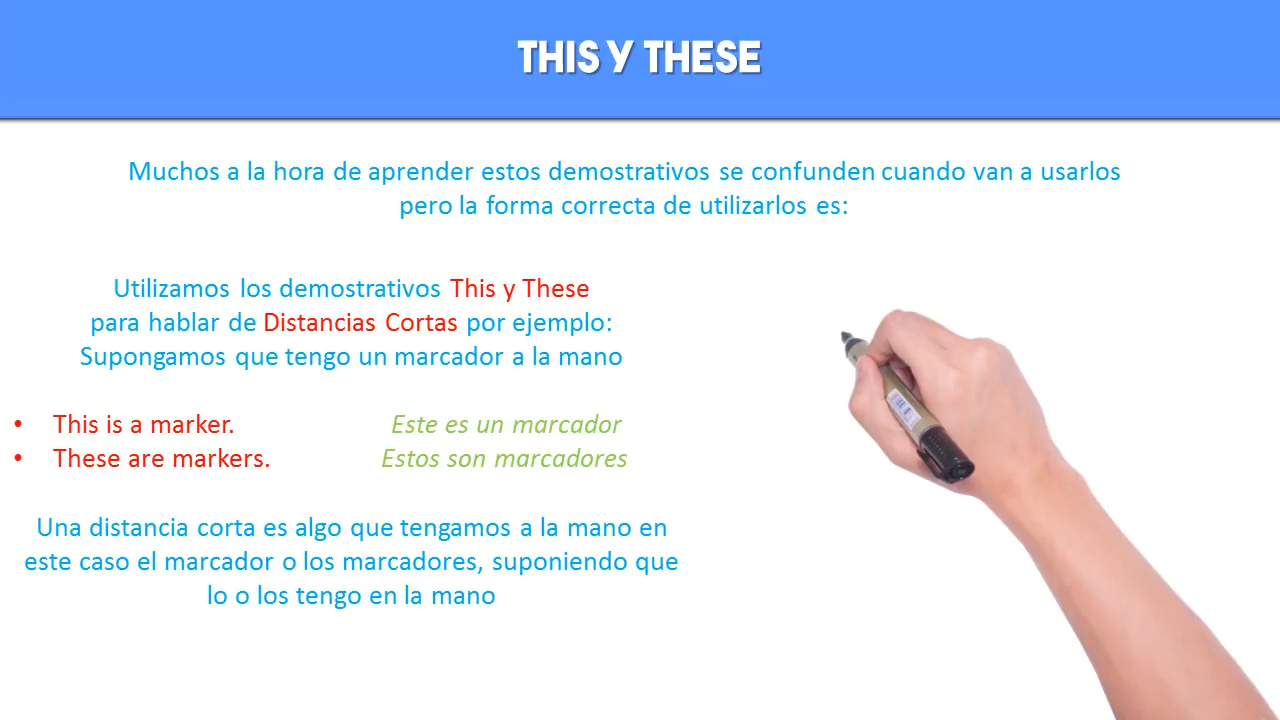 THIS Y THESE
Muchos a la hora de aprender estos demostrativos se confunden cuando van a usarlos
pero la forma correcta de utilizarlos es:
Utilizamos los demostrativos This y These
para hablar de Distancias Cortas por ejemplo:
Supongamos que tengo un marcador a la mano
• This is a marker. Este es un marcador
• These are markers. Estos son marcadores
Una distancia corta es algo que tengamos a la mano en
este caso el marcador o los marcadores, suponiendo que
lo o los tengo en la mano